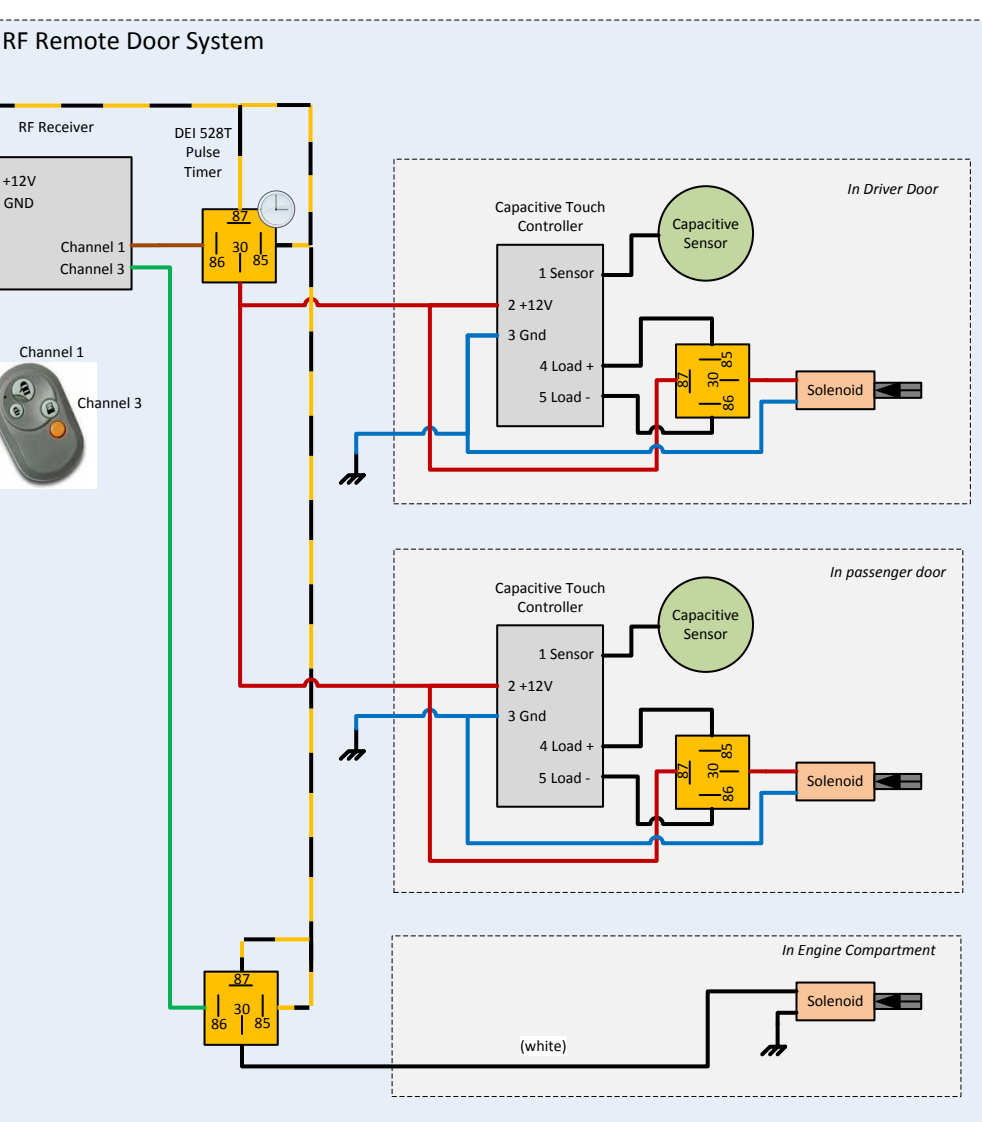 RF Remote Door System
RF Receiver
+12V
GND
Channel 1
Channel 3
DEI 528T
Pulse
Timer
87
30
86
85
Channel 1
Channel 3
In Driver Door
Capacitive Touch
Controller
1 Sensor
2 +12V
3 Gnd
4 Load +
5 Load -
Capacitive
Sensor
85
87
30
86
Solenoid
In passenger door
Capacitive Touch
Controller
1 Sensor
2 +12V
3 Gnd
4 Load +
5 Load -
Capacitive
Sensor
85
87
30
86
Solenoid
87
30
86
85
In Engine Compartment
Solenoid
(white)